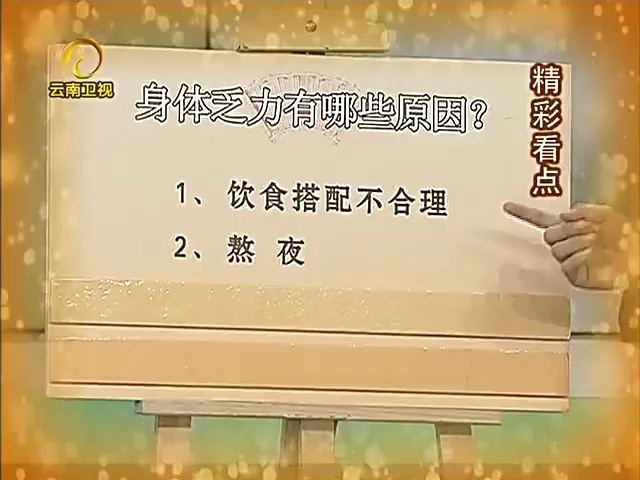 云南卫视
身体乏力有哪些原因?
精彩看点
1、饮食搭配不合理
2、熬夜